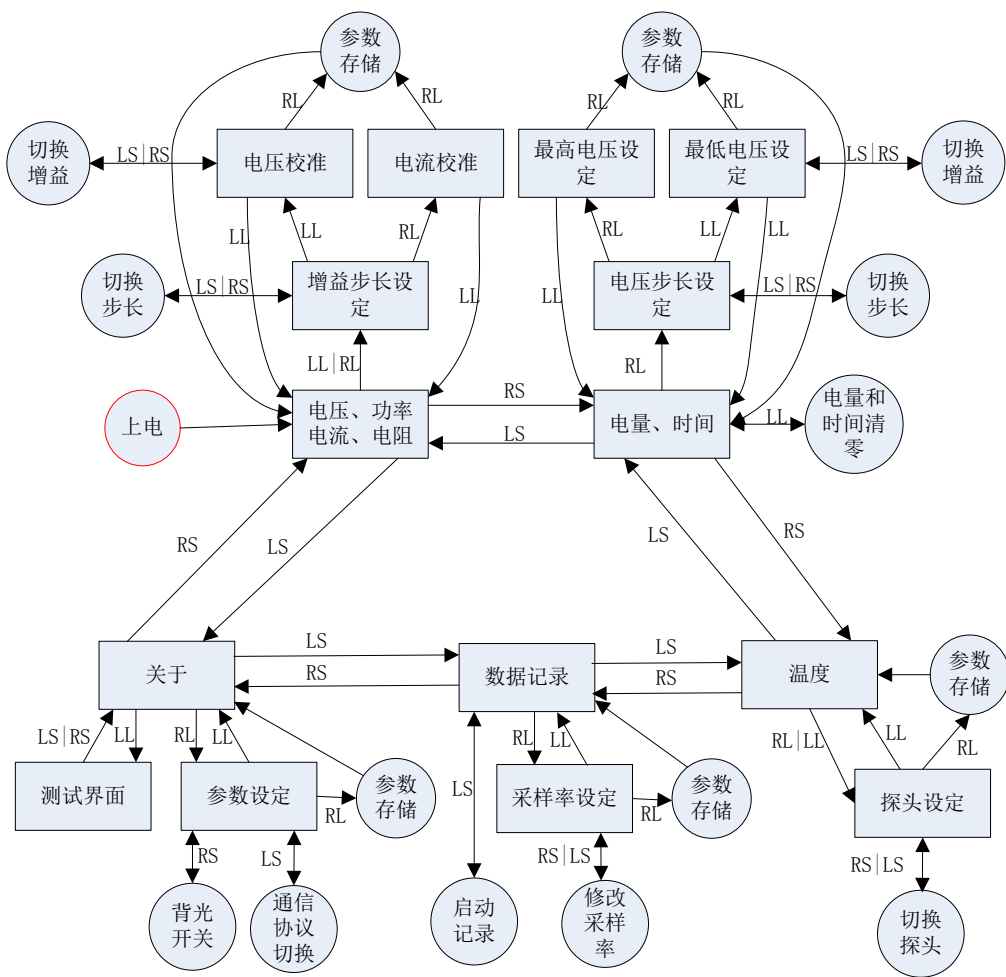 参数
存储
参数
存储
RL
RL
RL
RL
切换
增益
LS|RS
电压校准
电流校准
最高电压设
定
最低电压设
定
LS|RS
切换
增益
LL
LL
RL
RL
LL
LL
切换
步长
LS|RS
增益步长设
定
LL
LL
电压步长设
定
LS|RS
切换
步长
LL|RL
RL
上电
电压、功率
电流、电阻
RS
LS
电量、时间
LL
电量和
时间清
零
RS
LS
LS
RS
关于
LS
RS
数据记录
LS
RS
温度
参数
存储
LS|RS
LL
RL
LL
RL
LL
RL|LL
LL
RL
测试界面
参数设定
RL
参数
存储
LS
采样率设定
RL
参数
存储
探头设定
RS
LS
RS|LS
RS|LS
背光
开关
通信
协议
切换
启动
记录
修改
采样
率
切换
探头